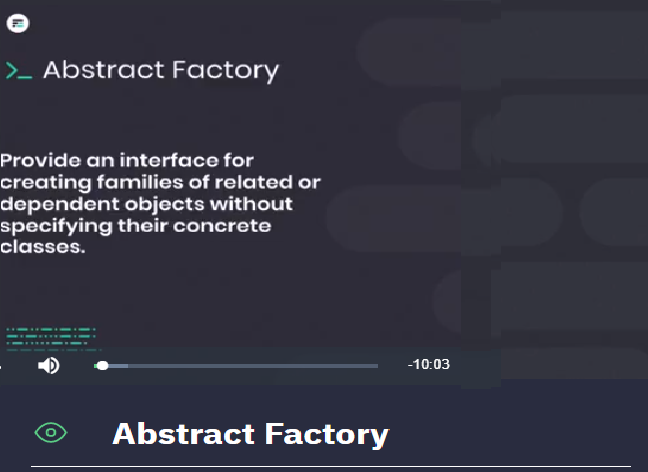 >_ Abstract Factory
Provide an interface for
creating families of related or
dependent objects without
specifying their concrete
classes.
-10:03
Abstract Factory